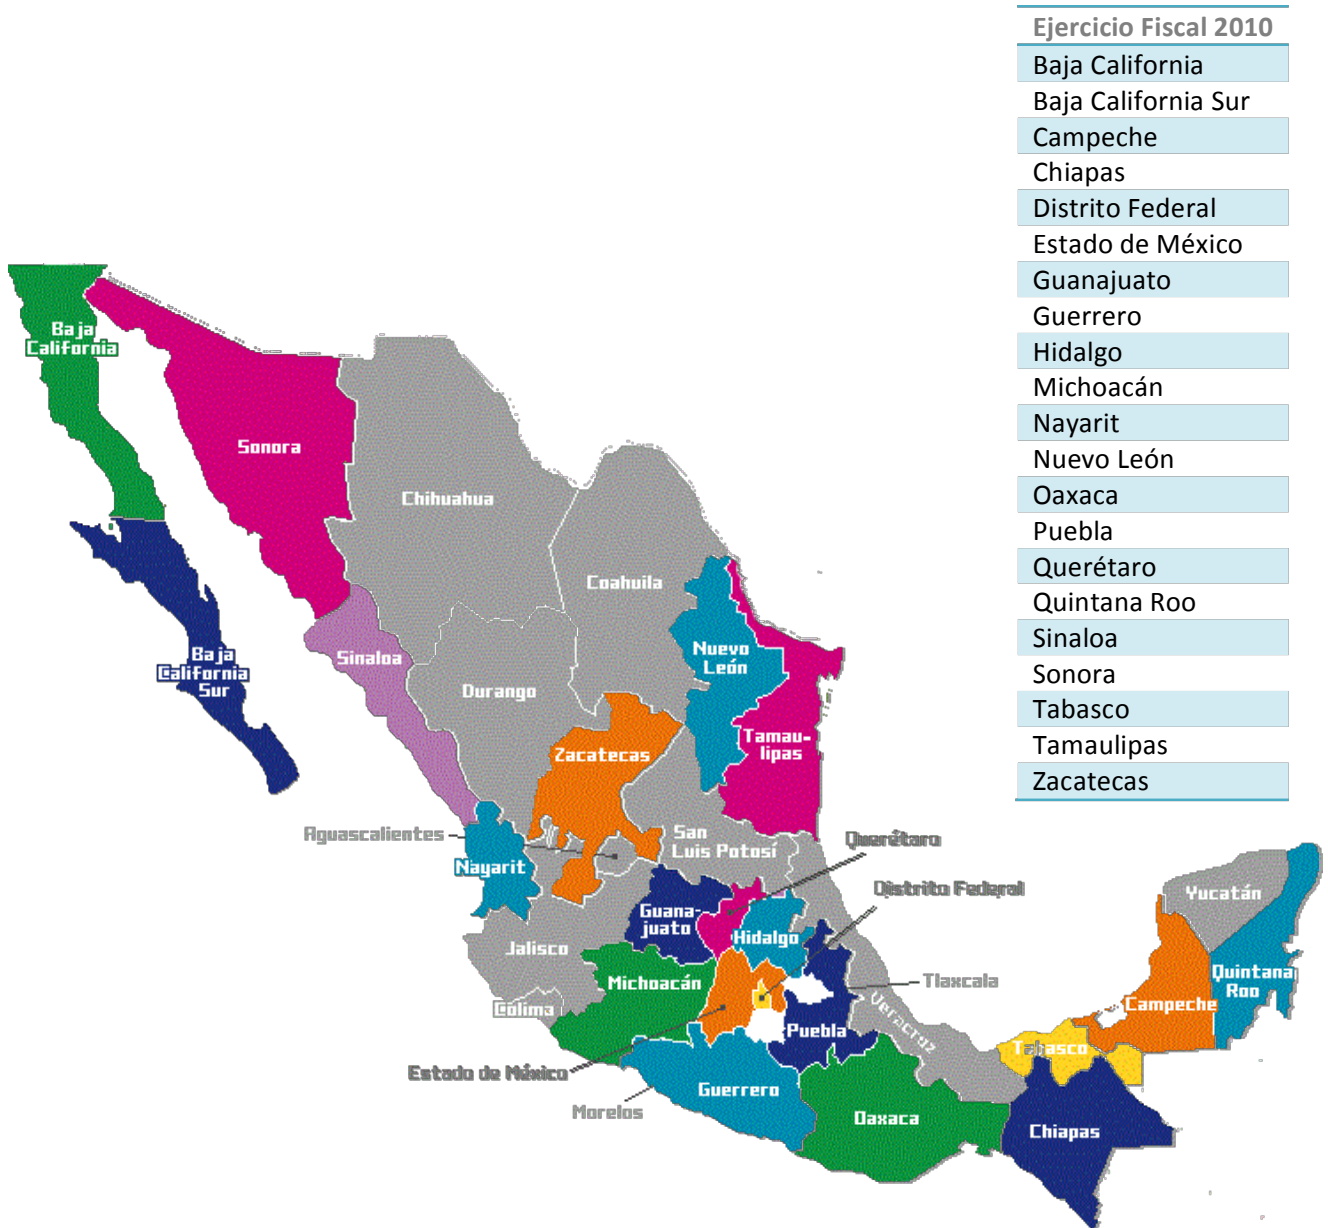 Ejercicio Fiscal 2010
Baja California
Baja California Sur
Campeche
Chiapas
Distrito Federal
Estado de México
Guanajuato
Guerrero
Hidalgo
Michoacán
Nayarit
Nuevo León
Oaxaca
Puebla
Querétaro
Quintana Roo
Sinaloa
Sonora
Tabasco
Tamaulipas
Zacatecas
Baja
California
Sonora
Chihuahua
Coahuila
Baja
California
Sur
Sinaloa
Durango
Nuevo
León
Zacatecas
Tamau-
lipas
Aguascalientes
San
Luis Potosí
Querétaro
Nayarit
Distrito Federal
Yucatán
Guana-
juato
Hidalgo
Jalisco
Michoacán
Tlaxcala
Quintana
Roo
Colima
Campeche
Veracruz
Puebla
Tabasco
Estado de México
Guerrero
Morelos
Oaxaca
Chiapas